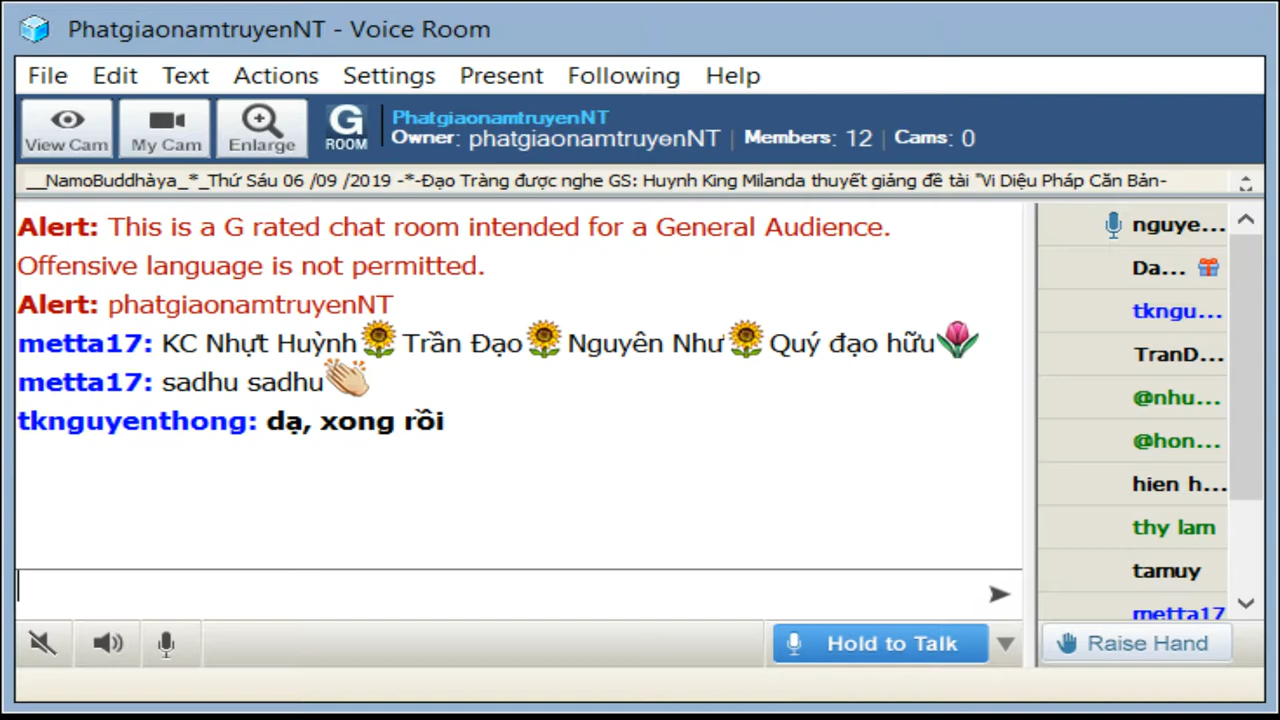 PhatgiaonamtruyenNT - Voice Room
File Edit Text Actions Settings Present Following Help
View Cam My Cam Enlarge G ROOM
PhatgiaonamtruyenNT
Owner: phatgiaonamtruyenNT | Members: 12 | Cams: 0
__NamoBuddhàya_*_Thứ Sáu 06 /09 /2019 -*-Đạo Tràng được nghe GS: Huynh King Milanda thuyết giảng đề tài "Vi Diệu Pháp Căn Bản-
Alert: This is a G rated chat room intended for a General Audience.
Offensive language is not permitted.
Alert: phatgiaonamtruyenNT
metta17: KC Nhựt Huỳnh🌻Trần Đạo🌻Nguyên Như🌻Quý đạo hữu🌷
metta17: sadhu sadhu👏
tknguyenthong: dạ, xong rồi
nguye...
Da...
tkngu...
TranD...
@nhu...
@hon...
hien h...
thy lam
tamuy
metta17
Hold to Talk
Raise Hand